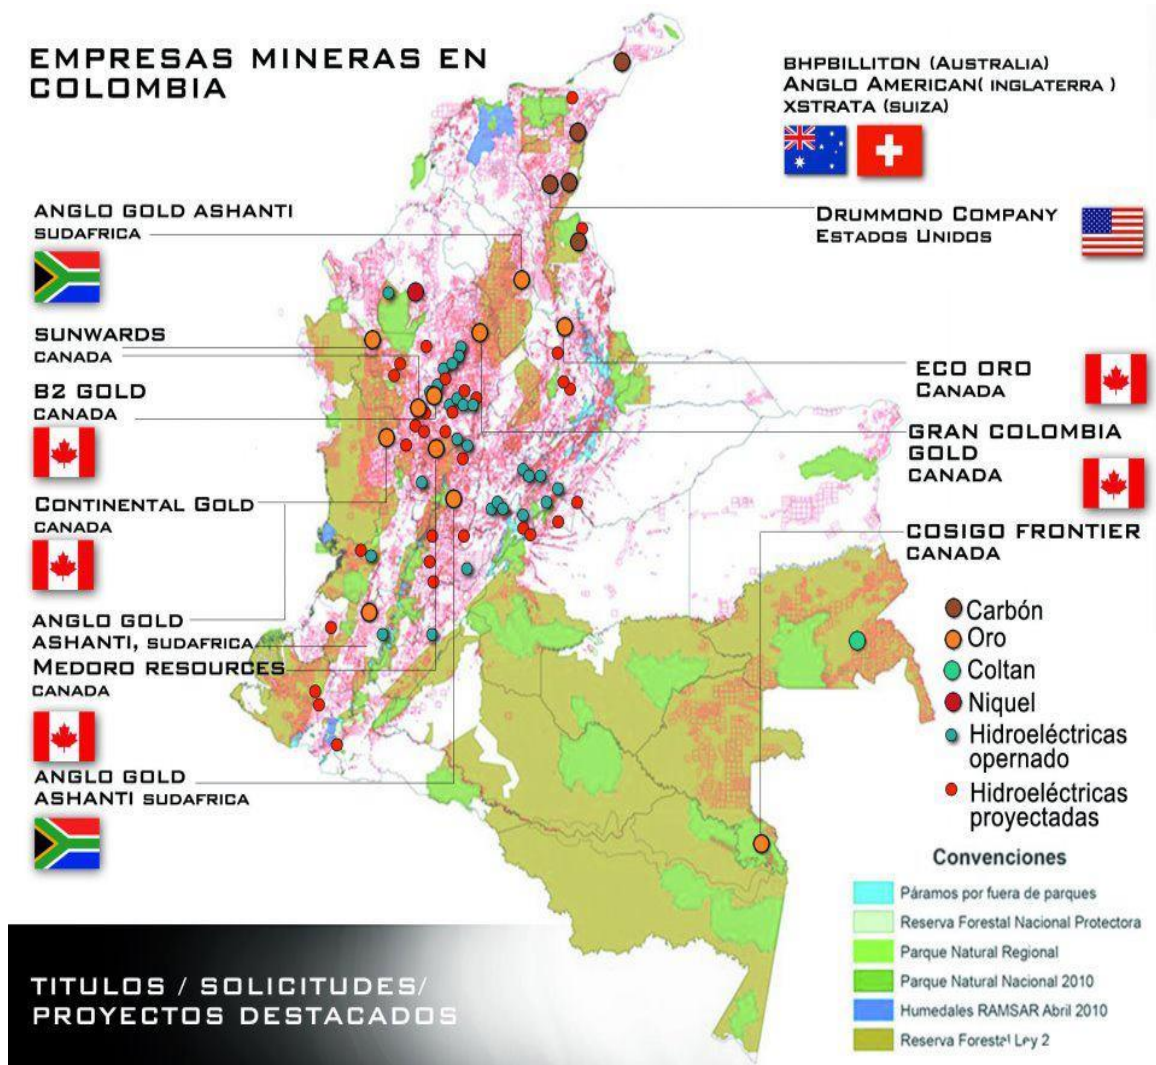 EMPRESAS MINERAS EN
COLOMBIA
BHPBILLITON (AUSTRALIA)
ANGLO AMERICAN( INGLATERRA )
XSTRATA (SUIZA)
DRUMMOND COMPANY
ESTADOS UNIDOS
ANGLO GOLD ASHANTI
SUDAFRICA
SUNWARDS
CANADA
B2 GOLD
CANADA
CONTINENTAL GOLD
CANADA
ANGLO GOLD
ASHANTI, SUDAFRICA
MEDORO RESOURCES
CANADA
ANGLO GOLD
ASHANTI SUDAFRICA
ECO ORO
CANADA
GRAN COLOMBIA
GOLD
CANADA
COSIGO FRONTIER
CANADA
Carbón
Oro
Coltan
Niquel
Hidroeléctricas
opernado
Hidroeléctricas
proyectadas
Convenciones
Páramos por fuera de parques
Reserva Forestal Nacional Protectora
Parque Natural Regional
Parque Natural Nacional 2010
Humedales RAMSAR Abril 2010
Reserva Forestel Ley 2
TITULOS / SOLICITUDES/
PROYECTOS DESTACADOS